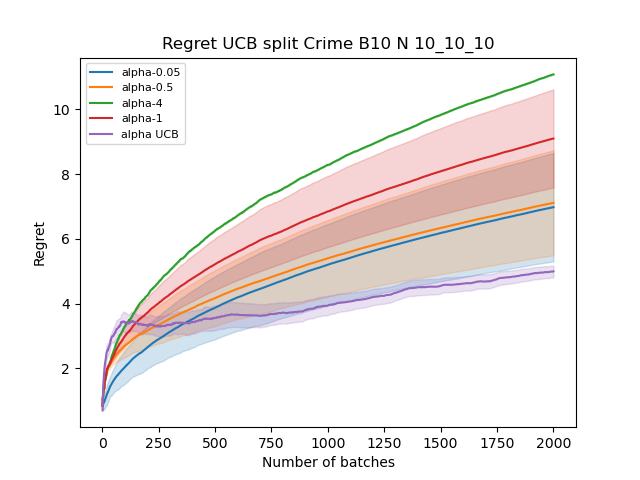 Regret UCB split Crime B10 N 10_10_10
alpha-0.05
alpha-0.5
alpha-4
alpha-1
alpha UCB
Regret
10
8
6
4
2
0 250 500 750 1000 1250 1500 1750 2000
Number of batches